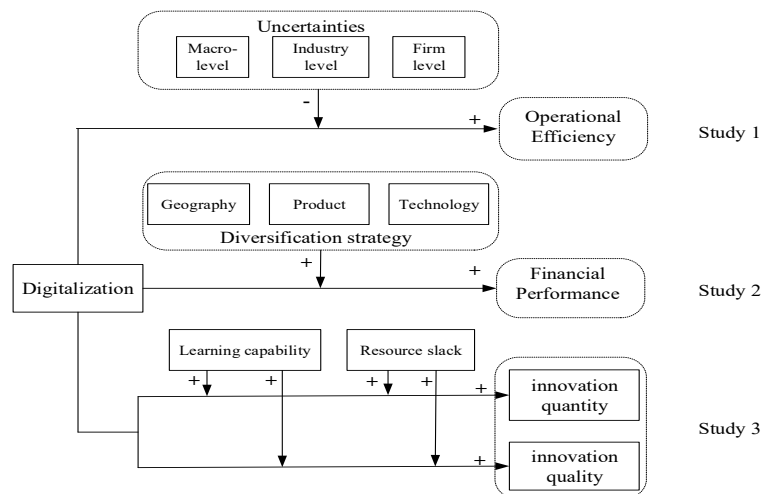 Uncertainties
Macro-
level
Industry
level
Firm
level
-
+
Operational
Efficiency
Study 1
Geography
Product
Technology
Diversification strategy
+
+
Digitalization
Financial
Performance
Study 2
Learning capability
Resource slack
+
+
+
+
+
innovation
quantity
Study 3
+
innovation
quality